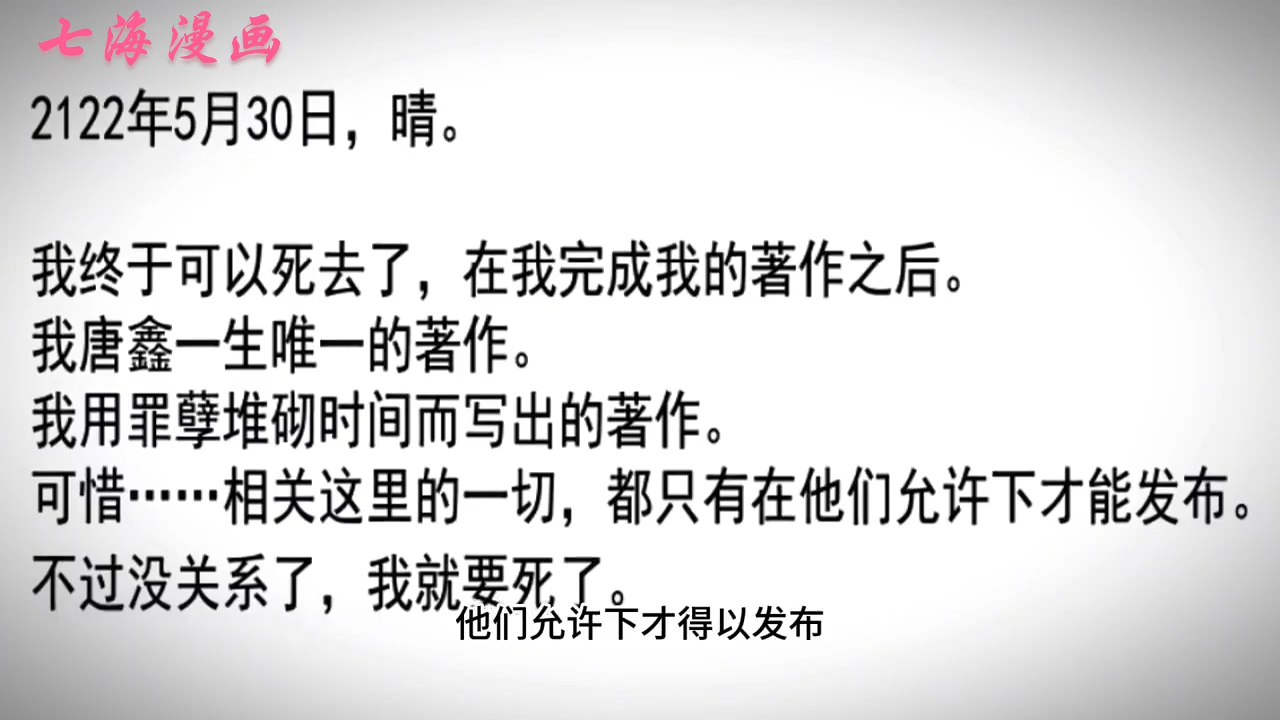 七海漫画
2122年5月30日，晴。
我终于可以死去了，在我完成我的著作之后。
我唐鑫一生唯一的著作。
我用罪孽堆砌时间而写出的著作。
可惜……相关这里的一切，都只有在他们允许下才能发布。
不过没关系了，我就要死了。
他们允许下才得以发布